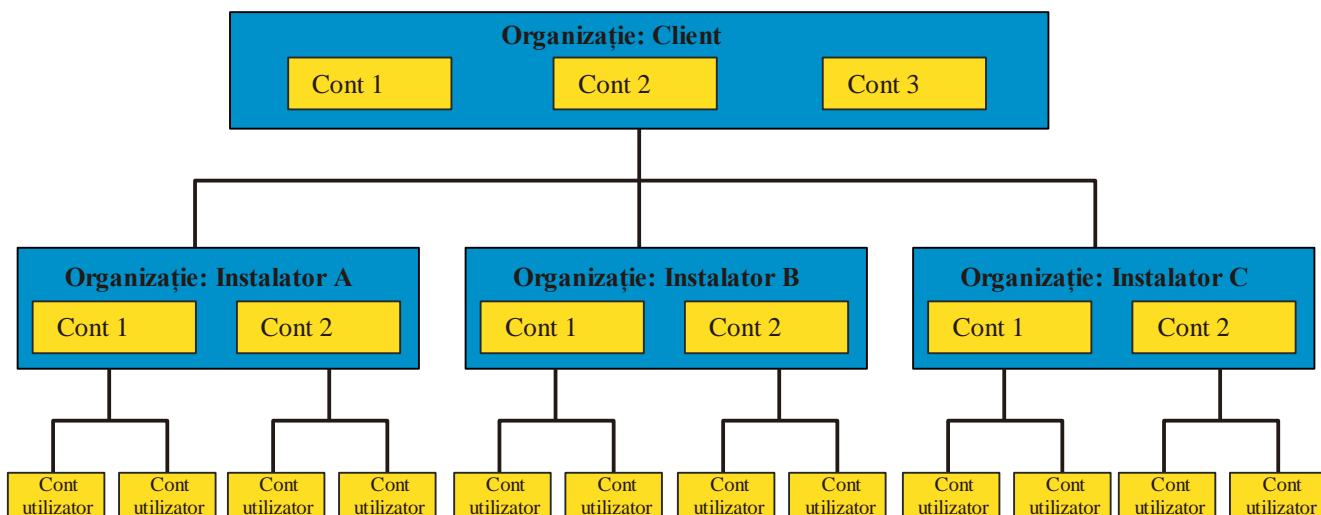 Organizație: Client
Cont 1 Cont 2 Cont 3
Organizație: Instalator A Organizație: Instalator B Organizație: Instalator C
Cont 1 Cont 2 Cont 1 Cont 2 Cont 1 Cont 2
Cont Cont Cont Cont Cont Cont Cont Cont Cont Cont Cont Cont
utilizator utilizator utilizator utilizator utilizator utilizator utilizator utilizator utilizator utilizator utilizator utilizator